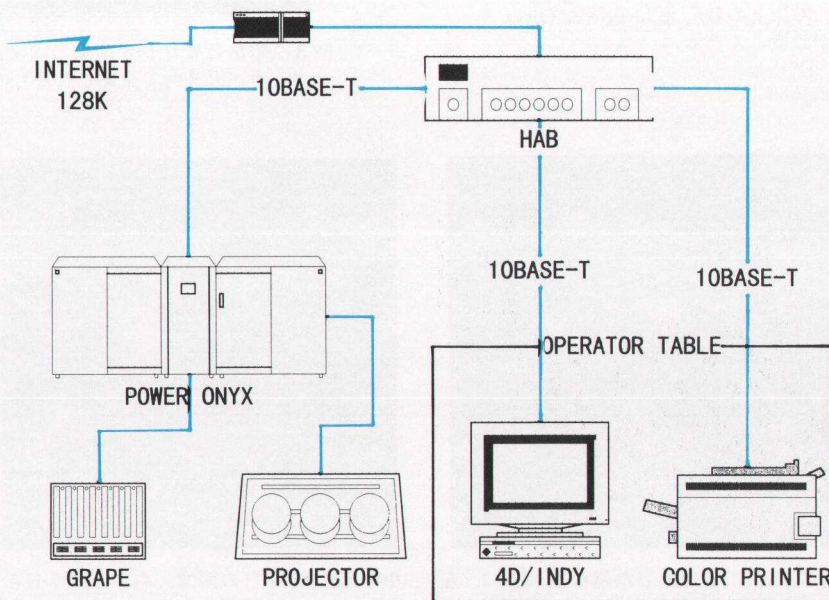 INTERNET
128K
10BASE-T
HAB
10BASE-T
10BASE-T
OPERATOR TABLE
POWER ONYX
GRAPE
PROJECTOR
4D/INDY
COLOR PRINTER